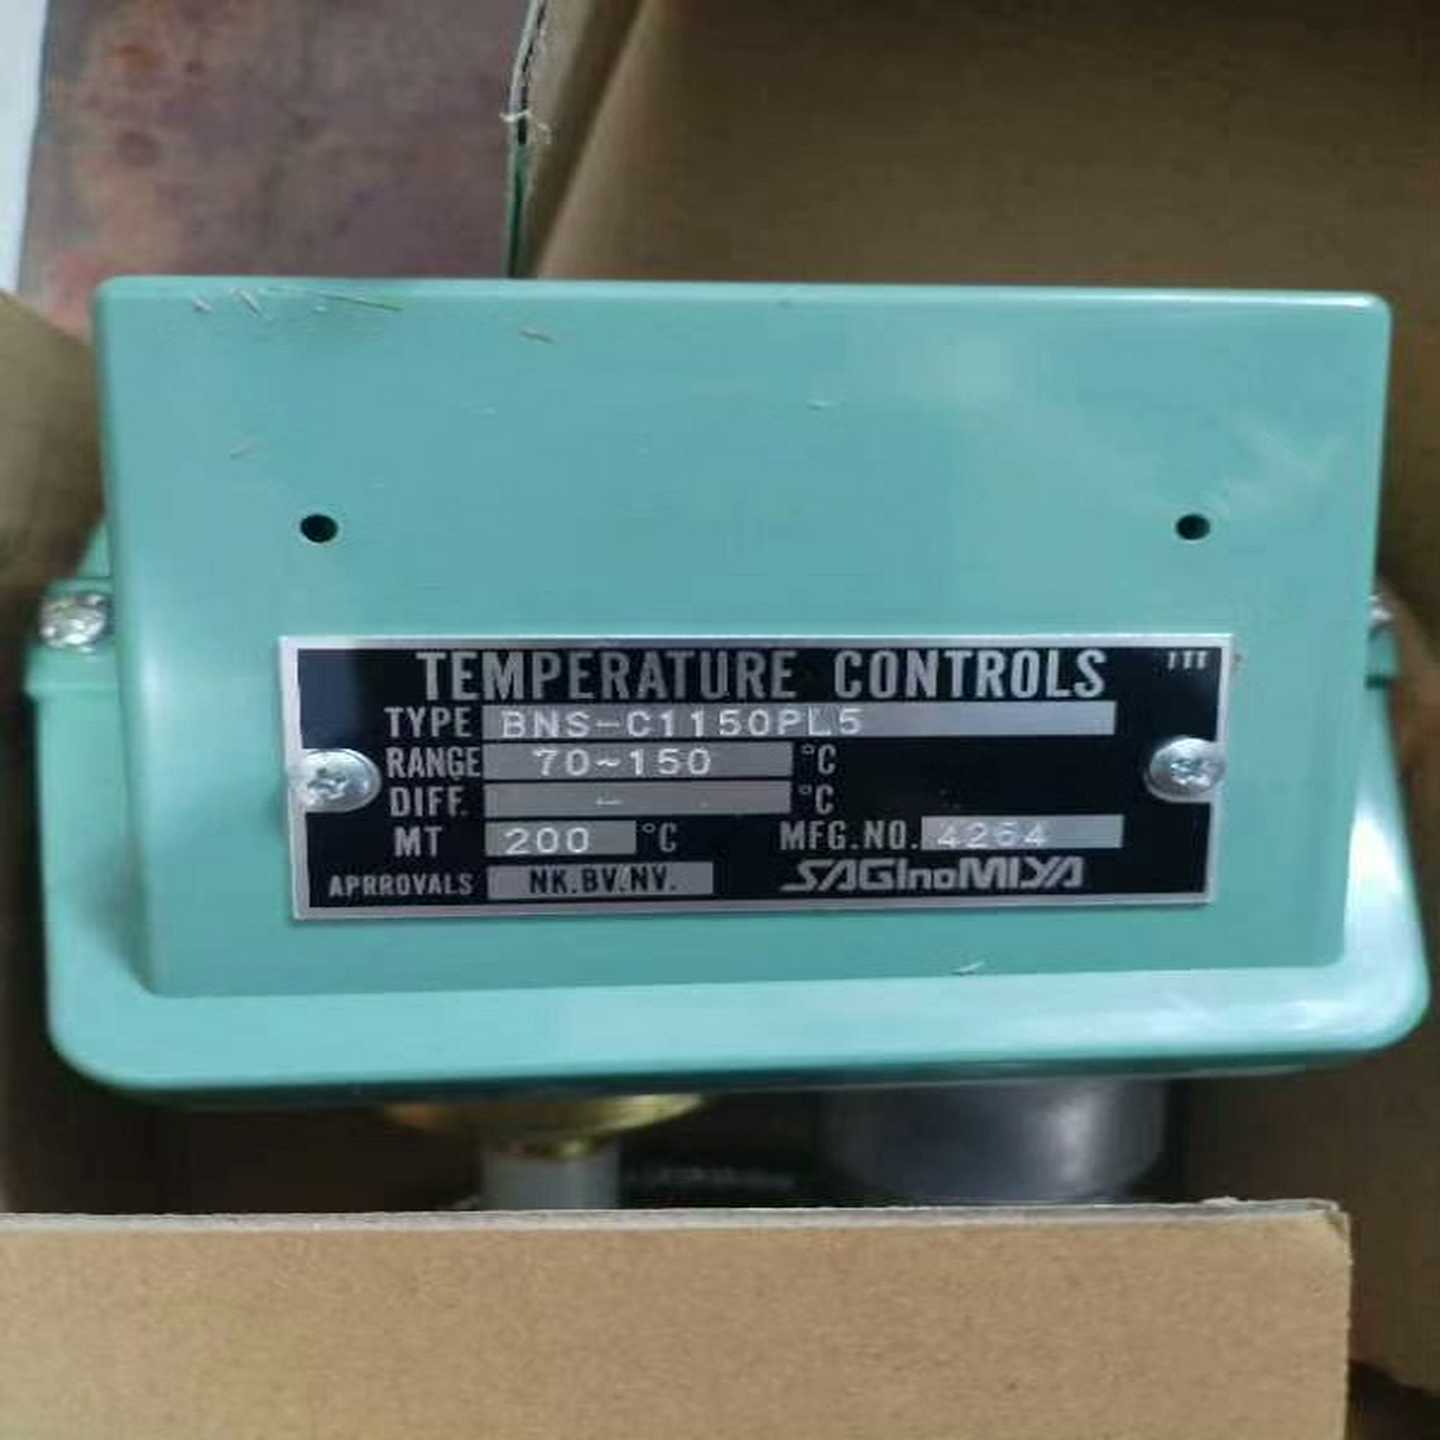 TEMPERATURE CONTROLS
TYPE BNS-C1150PL5
RANGE 70~150 °C
DIFF. - °C
MT 200 °C MFG.NO. 4264
APRROVALS NK.BV.NV. SAGInoMIYA